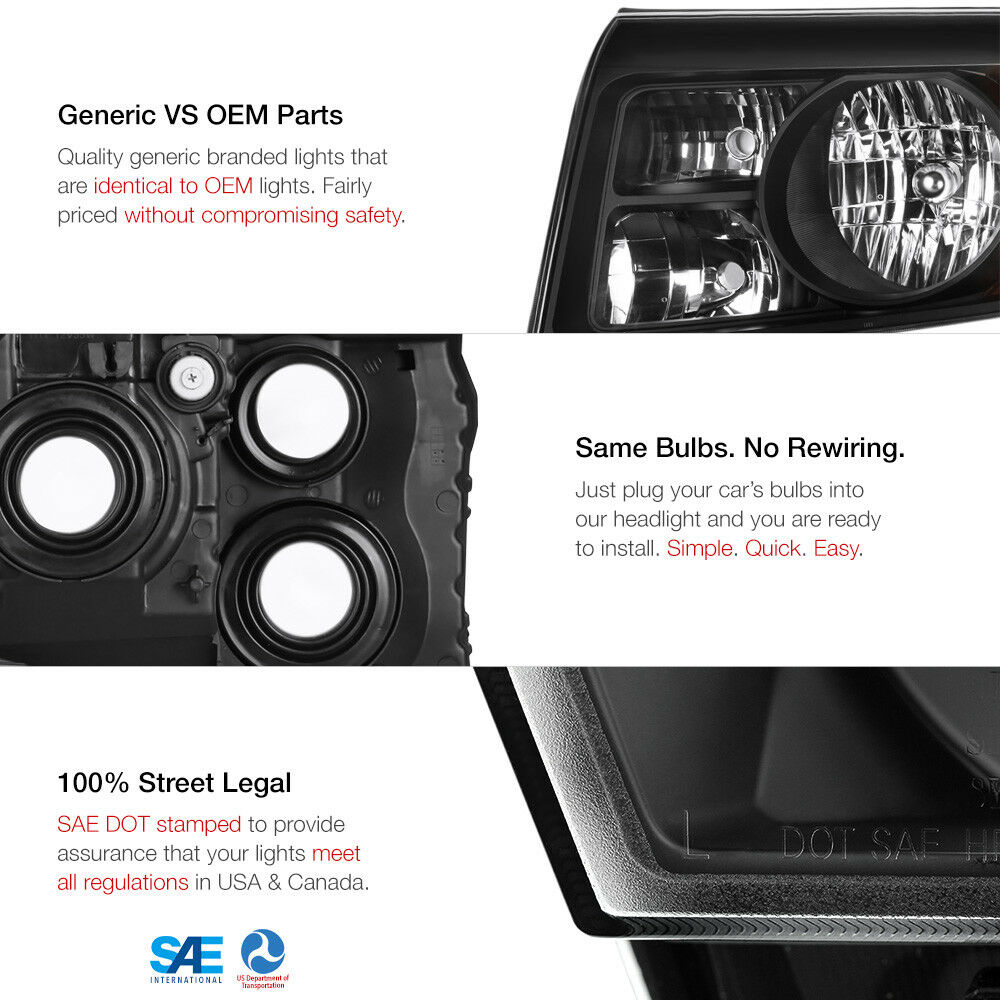 Generic VS OEM Parts
Quality generic branded lights that
are identical to OEM lights. Fairly
priced without compromising safety.
Same Bulbs. No Rewiring.
Just plug your car's bulbs into
our headlight and you are ready
to install. Simple. Quick. Easy.
100% Street Legal
SAE DOT stamped to provide
assurance that your lights meet
all regulations in USA & Canada.
L DOT SAE
SAE
INTERNATIONAL
US Department of
Transportation